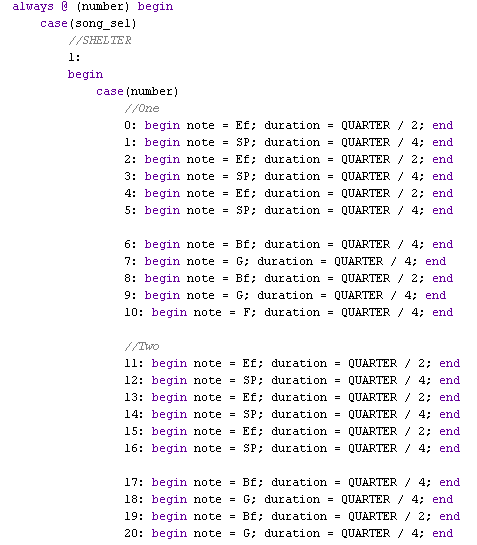 always @ (number) begin
case(song_sel)
//SHELTER
1:
begin
case(number)
//One
0: begin note = Ef; duration = QUARTER / 2; end
1: begin note = SP; duration = QUARTER / 4; end
2: begin note = Ef; duration = QUARTER / 2; end
3: begin note = SP; duration = QUARTER / 4; end
4: begin note = Ef; duration = QUARTER / 2; end
5: begin note = SP; duration = QUARTER / 4; end
6: begin note = Bf; duration = QUARTER / 4; end
7: begin note = G; duration = QUARTER / 4; end
8: begin note = Bf; duration = QUARTER / 2; end
9: begin note = G; duration = QUARTER / 4; end
10: begin note = F; duration = QUARTER / 4; end
//Two
11: begin note = Ef; duration = QUARTER / 2; end
12: begin note = SP; duration = QUARTER / 4; end
13: begin note = Ef; duration = QUARTER / 2; end
14: begin note = SP; duration = QUARTER / 4; end
15: begin note = Ef; duration = QUARTER / 2; end
16: begin note = SP; duration = QUARTER / 4; end
17: begin note = Bf; duration = QUARTER / 4; end
18: begin note = G; duration = QUARTER / 4; end
19: begin note = Bf; duration = QUARTER / 2; end
20: begin note = G; duration = QUARTER / 4; end